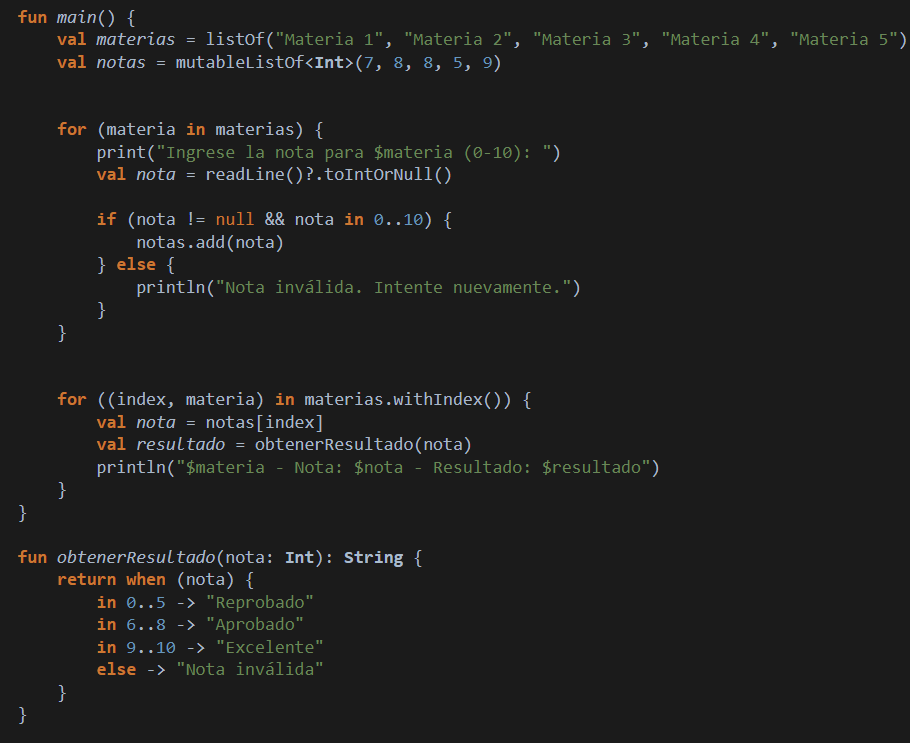 fun main() {
    val materias = listOf("Materia 1", "Materia 2", "Materia 3", "Materia 4", "Materia 5")
    val notas = mutableListOf<Int>(7, 8, 8, 5, 9)
    for (materia in materias) {
        print("Ingrese la nota para $materia (0-10): ")
        val nota = readLine()?.toIntOrNull()
        if (nota != null && nota in 0..10) {
            notas.add(nota)
        } else {
            println("Nota inválida. Intente nuevamente.")
        }
    }
    for ((index, materia) in materias.withIndex()) {
        val nota = notas[index]
        val resultado = obtenerResultado(nota)
        println("$materia - Nota: $nota - Resultado: $resultado")
    }
}
fun obtenerResultado(nota: Int): String {
    return when (nota) {
        in 0..5 -> "Reprobado"
        in 6..8 -> "Aprobado"
        in 9..10 -> "Excelente"
        else -> "Nota inválida"
    }
}